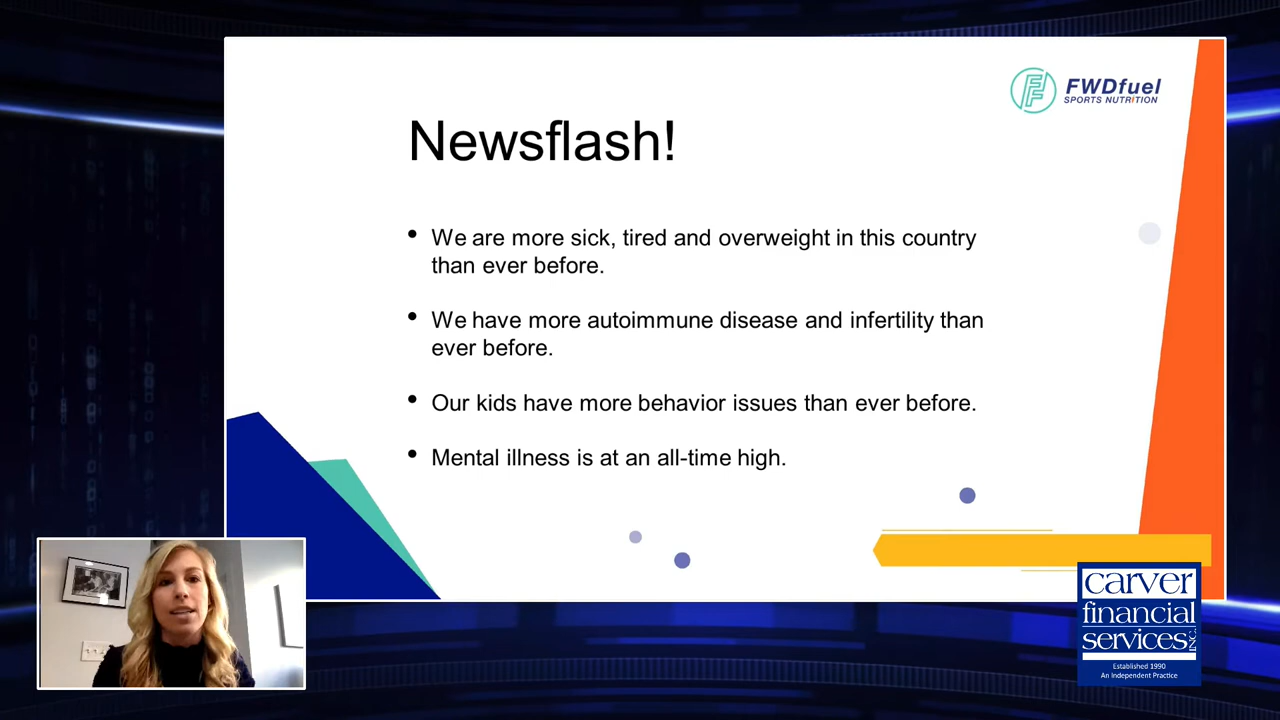 FWDfuel
SPORTS NUTRITION
Newsflash!
• We are more sick, tired and overweight in this country
than ever before.
• We have more autoimmune disease and infertility than
ever before.
• Our kids have more behavior issues than ever before.
• Mental illness is at an all-time high.
carver
financial
services INC.
Established 1990
An Independent Practice